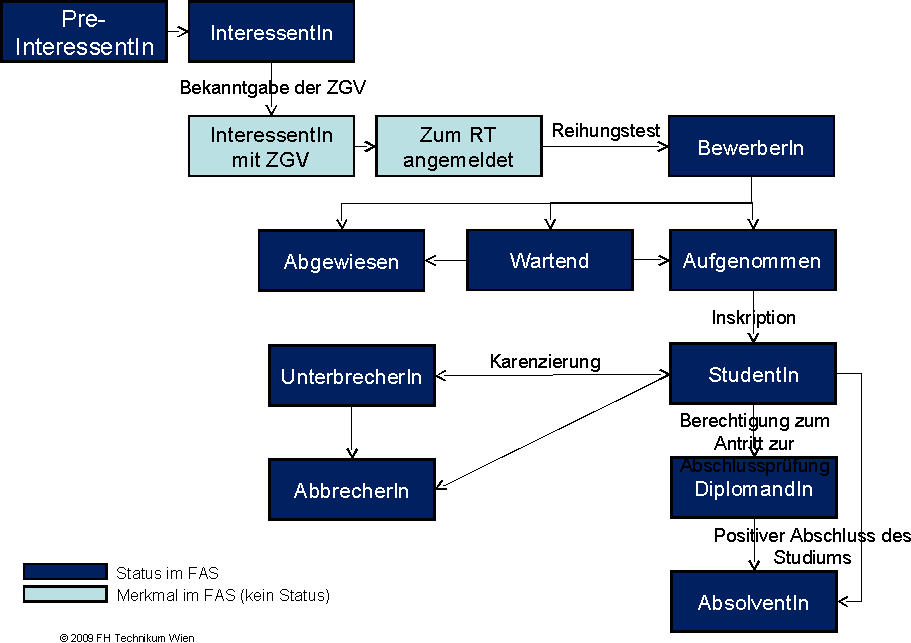 Pre-
InteressentIn
InteressentIn
Bekanntgabe der ZGV
InteressentIn
mit ZGV
Zum RT
angemeldet
Reihungstest
BewerberIn
Abgewiesen
Wartend
Aufgenommen
Inskription
UnterbrecherIn
Karenzierung
StudentIn
Berechtigung zum
Antritt zur
Abschlussprüfung
AbbrecherIn
DiplomandIn
Positiver Abschluss des
Studiums
AbsolventIn
Status im FAS
Merkmal im FAS (kein Status)
© 2009 FH Technikum Wien